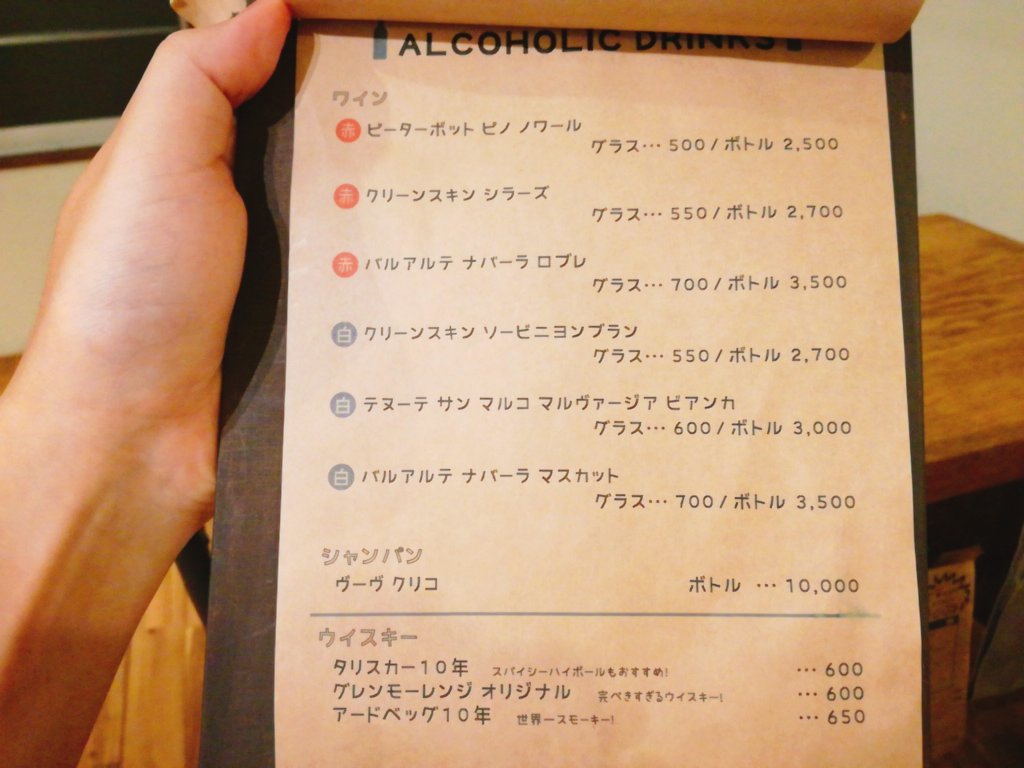 ALCOHOLIC DRINKS
ワイン
赤 ピーターボット ピノ ノワール
グラス… 500 / ボトル 2,500
赤 クリーンスキン シラーズ
グラス… 550 / ボトル 2,700
赤 バルアルテ ナバーラ ロブレ
グラス… 700 / ボトル 3,500
白 クリーンスキン ソービニヨンブラン
グラス… 550 / ボトル 2,700
白 テヌーテ サン マルコ マルヴァージア ビアンカ
グラス… 600 / ボトル 3,000
白 バルアルテ ナバーラ マスカット
グラス… 700 / ボトル 3,500
シャンパン
ヴーヴ クリコ ボトル … 10,000
ウイスキー
タリスカー10年 スパイシーハイボールもおすすめ! … 600
グレンモーレンジ オリジナル 完ぺきすぎるウイスキー! … 600
アードベッグ10年 世界一スモーキー! … 650